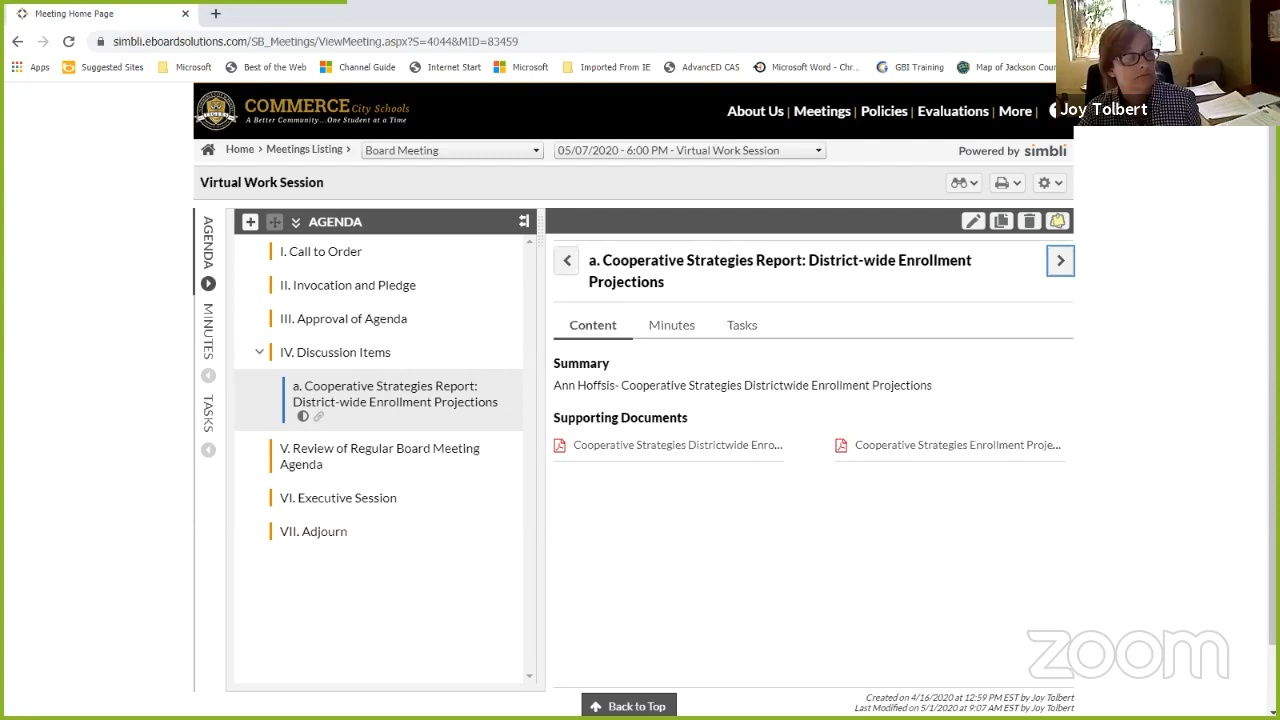 Meeting Home Page
simbli.eboardsolutions.com/SB_Meetings/ViewMeeting.aspx?S=4044&MID=83459
Apps Suggested Sites Microsoft Best of the Web Channel Guide Internet Start Microsoft Imported From IE AdvancED CAS Microsoft Word - Chr... GBI Training Map of Jackson Cou
Joy Tolbert
COMMERCE City Schools
A Better Community...One Student at a Time
About Us | Meetings | Policies | Evaluations | More |
Home > Meetings Listing > Board Meeting 05/07/2020 - 6:00 PM - Virtual Work Session Powered by simbli
Virtual Work Session
AGENDA
MINUTES
TASKS
AGENDA
I. Call to Order
II. Invocation and Pledge
III. Approval of Agenda
IV. Discussion Items
a. Cooperative Strategies Report:
District-wide Enrollment Projections
V. Review of Regular Board Meeting
Agenda
VI. Executive Session
VII. Adjourn
a. Cooperative Strategies Report: District-wide Enrollment
Projections
Content Minutes Tasks
Summary
Ann Hoffsis- Cooperative Strategies Districtwide Enrollment Projections
Supporting Documents
Cooperative Strategies Districtwide Enro... Cooperative Strategies Enrollment Proje...
zoom
Back to Top
Created on 4/16/2020 at 12:59 PM EST by Joy Tolbert
Last Modified on 5/1/2020 at 9:07 AM EST by Joy Tolbert